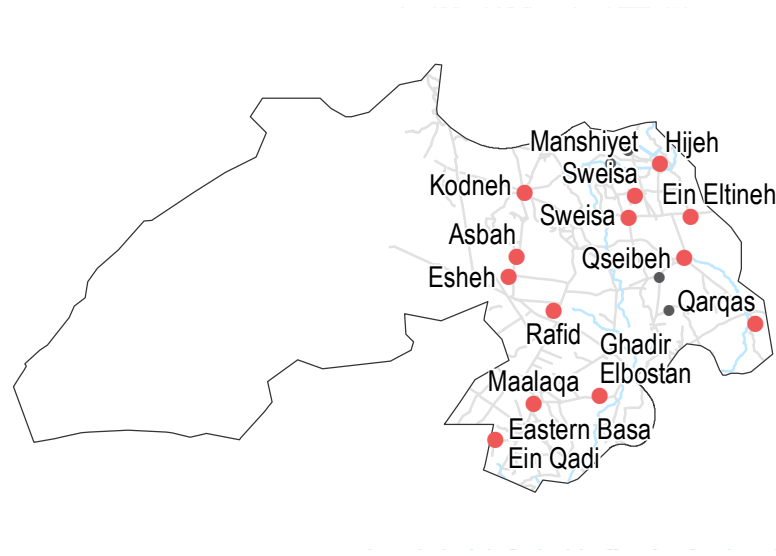 Manshiyet
Hijeh
Sweisa
Kodneh
Ein Eltineh
Sweisa
Asbah
Qseibeh
Esheh
Qarqas
Rafid
Ghadir
Elbostan
Maalaqa
Eastern Basa
Ein Qadi